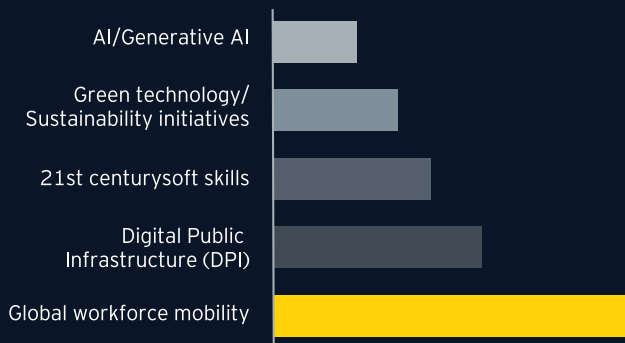 AI/Generative AI
Green technology/
Sustainability initiatives
21st centurysoft skills
Digital Public
Infrastructure (DPI)
Global workforce mobility